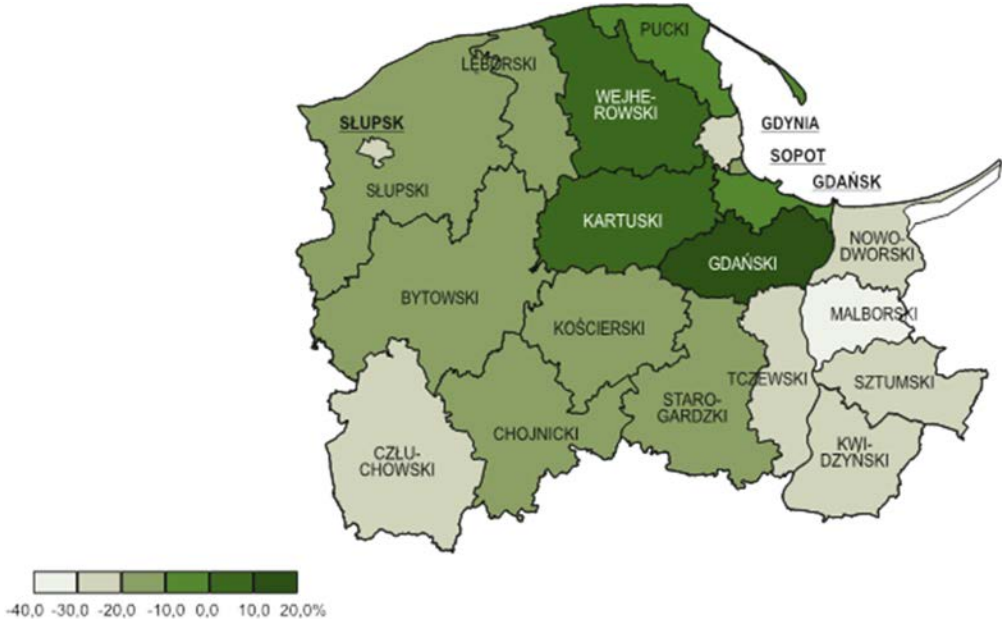 PUCKI
LĘBORSKI
WEJHE-
ROWSKI
SŁUPSK
GDYNIA
SOPOT
GDAŃSK
SŁUPSKI
KARTUSKI
NOWO-
DWORSKI
GDAŃSKI
BYTOWSKI
MALBORSKI
KOŚCIERSKI
TCZEWSKI
SZTUMSKI
STARO-
GARDZKI
CHOJNICKI
CZŁU-
CHOWSKI
KWI-
DZYŃSKI
-40,0 -30,0 -20,0 -10,0 0,0 10,0 20,0%